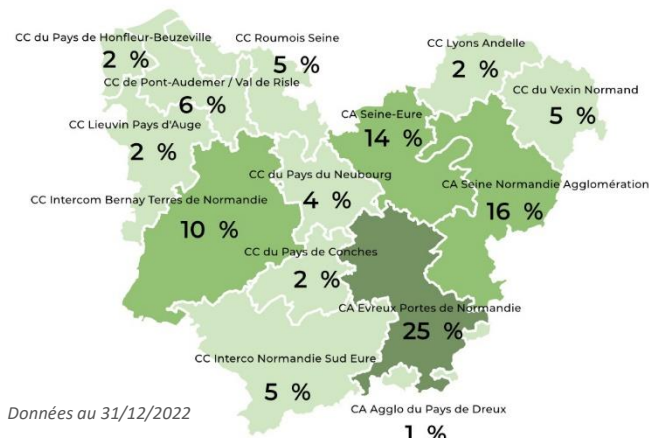 CC du Pays de Honfleur-Beuzeville
2 %
CC Roumois Seine
5 %
CC de Pont-Audemer / Val de Risle
6 %
CC Lieuvin Pays d'Auge
2 %
CC Lyons Andelle
2 %
CC du Vexin Normand
5 %
CA Seine-Eure
14 %
CA Seine Normandie Agglomération
16 %
CC du Pays du Neubourg
4 %
CC Intercom Bernay Terres de Normandie
10 %
CC du Pays de Conches
2 %
CA Evreux Portes de Normandie
25 %
CC Interco Normandie Sud Eure
5 %
CA Agglo du Pays de Dreux
1 %
Données au 31/12/2022